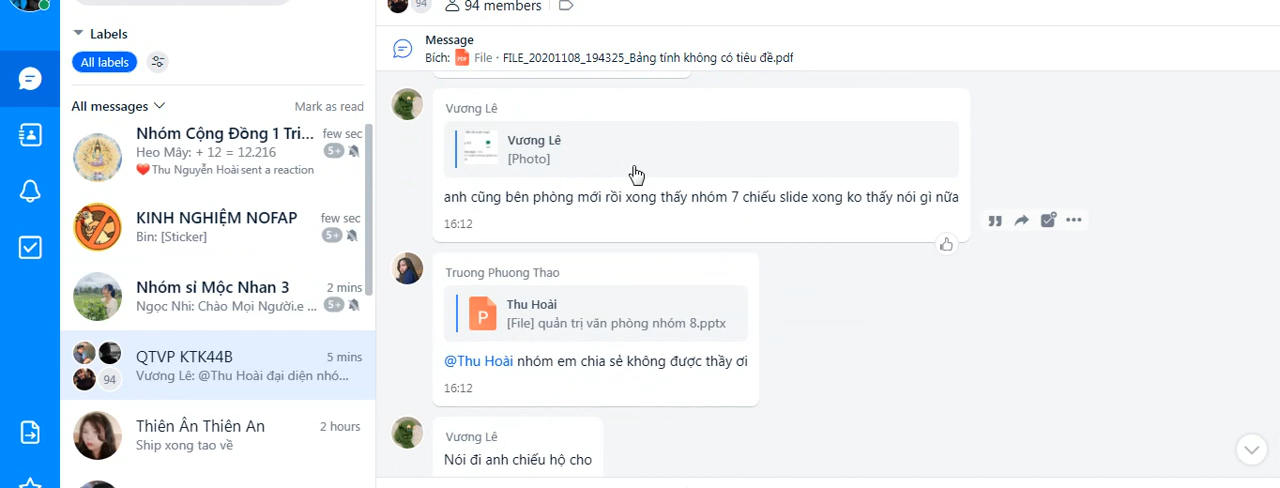 94
94 members
Labels
All labels
All messages
Mark as read
Nhóm Cộng Đồng 1 Tri...
few sec
Heo Mây: + 12 = 12.216
5+
Thu Nguyễn Hoài sent a reaction
KINH NGHIỆM NOFAP
few sec
Bin: [Sticker]
5+
Nhóm sỉ Mộc Nhan 3
2 mins
Ngọc Nhi: Chào Mọi Người.e ...
5+
QTVP KTK44B
5 mins
94
Vương Lê: @Thu Hoài đại diện nhó...
Thiên Ân Thiên An
2 hours
Ship xong tao về
Message
Bích: PDF File · FILE_20201108_194325_Bảng tính không có tiêu đề.pdf
Vương Lê
Vương Lê
[Photo]
anh cũng bên phòng mới rồi xong thấy nhóm 7 chiếu slide xong ko thấy nói gì nữa
16:12
Truong Phuong Thao
Thu Hoài
P
[File] quản trị văn phòng nhóm 8.pptx
@Thu Hoài nhóm em chia sẻ không được thầy ơi
16:12
Vương Lê
Nói đi anh chiếu hộ cho